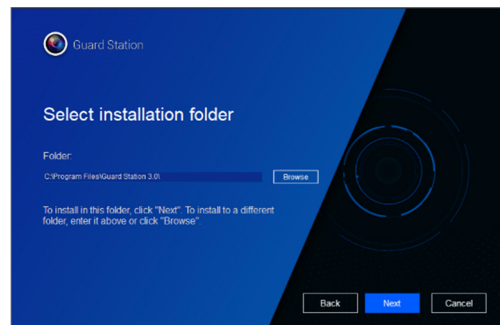 Guard Station
Select installation folder
Folder:
C:\Program Files\Guard Station 3.0\
Browse
To install in this folder, click "Next". To install to a different
folder, enter it above or click "Browse".
Back
Next
Cancel